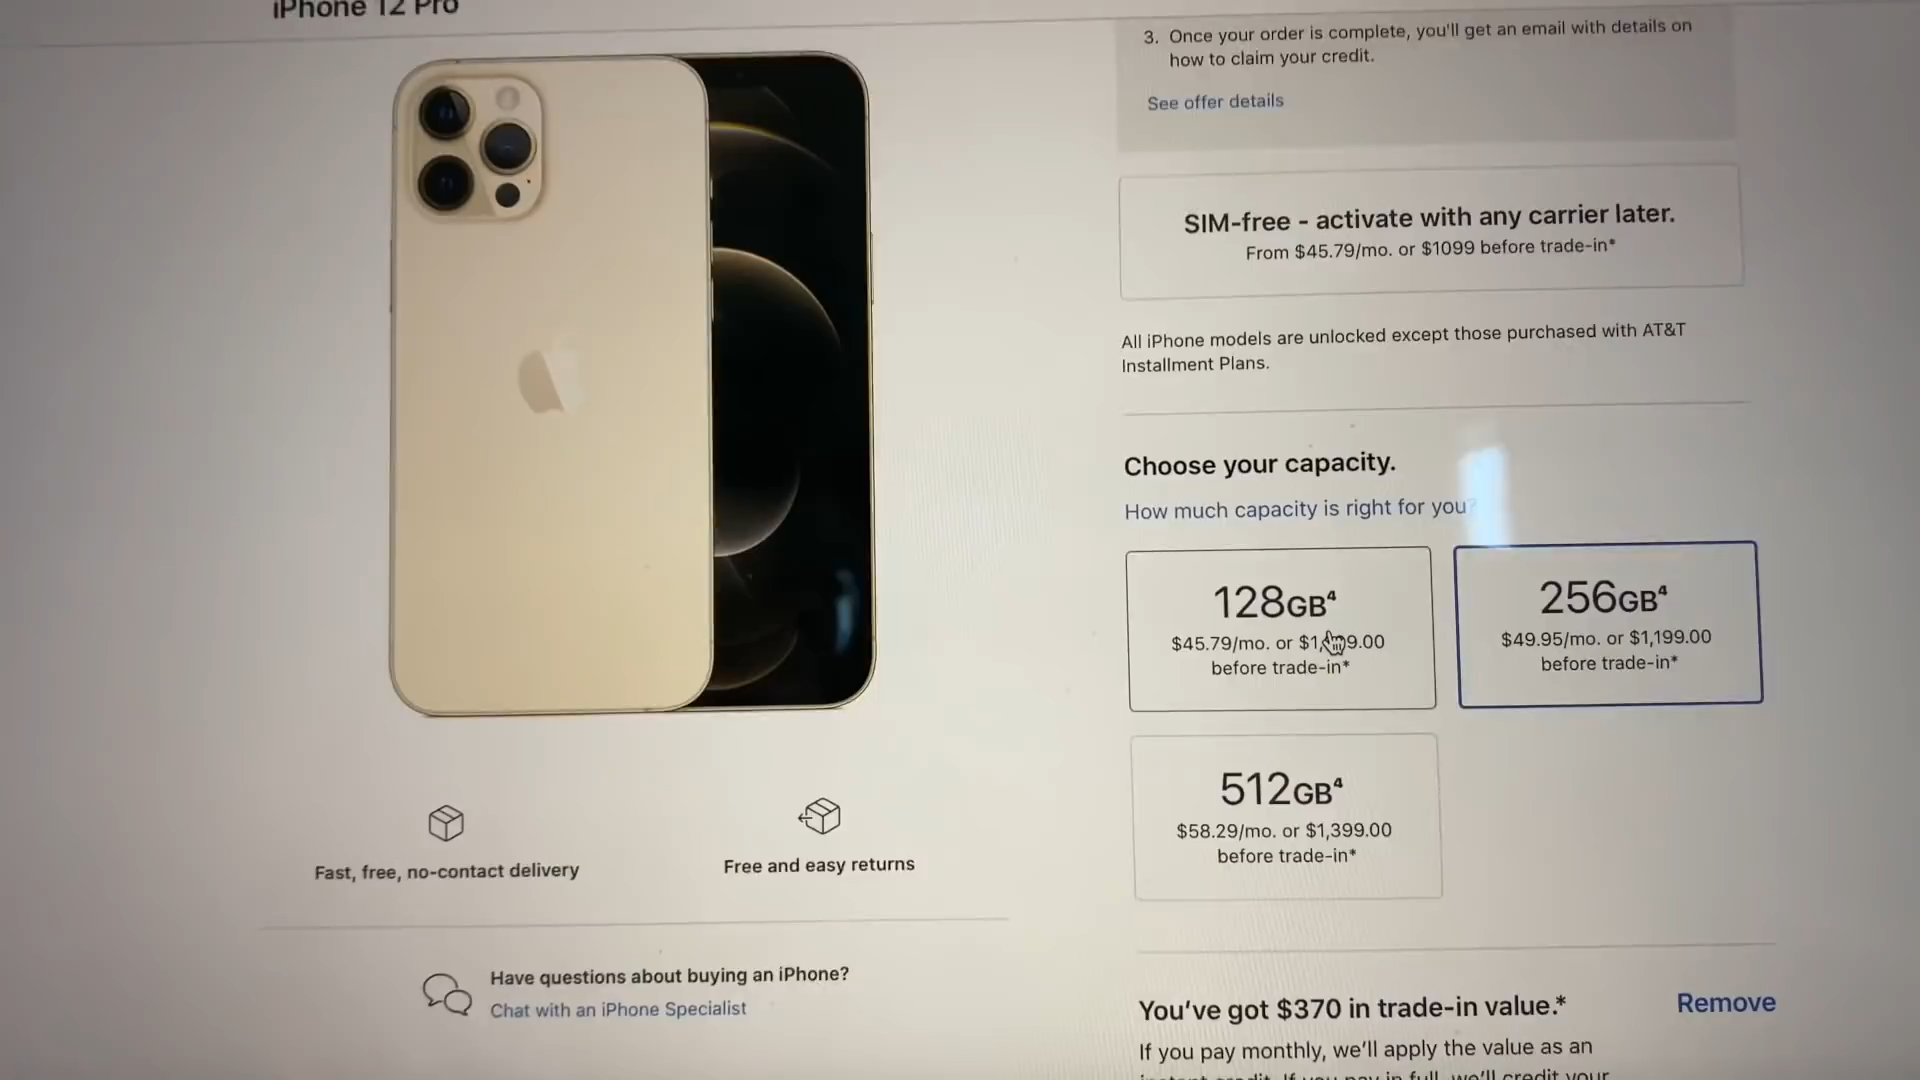 iPhone 12 Pro
3. Once your order is complete, you'll get an email with details on
how to claim your credit.
See offer details
SIM-free - activate with any carrier later.
From $45.79/mo. or $1099 before trade-in*
All iPhone models are unlocked except those purchased with AT&T
Installment Plans.
Choose your capacity.
How much capacity is right for you?
128GB⁴
$45.79/mo. or
before trade-in*
256GB⁴
$49.95/mo. or $1,199.00
before trade-in*
512GB⁴
$58.29/mo. or $1,399.00
before trade-in*
Fast, free, no-contact delivery
Free and easy returns
Have questions about buying an iPhone?
Chat with an iPhone Specialist
You've got $370 in trade-in value.*
Remove
If you pay monthly, we'll apply the value as an